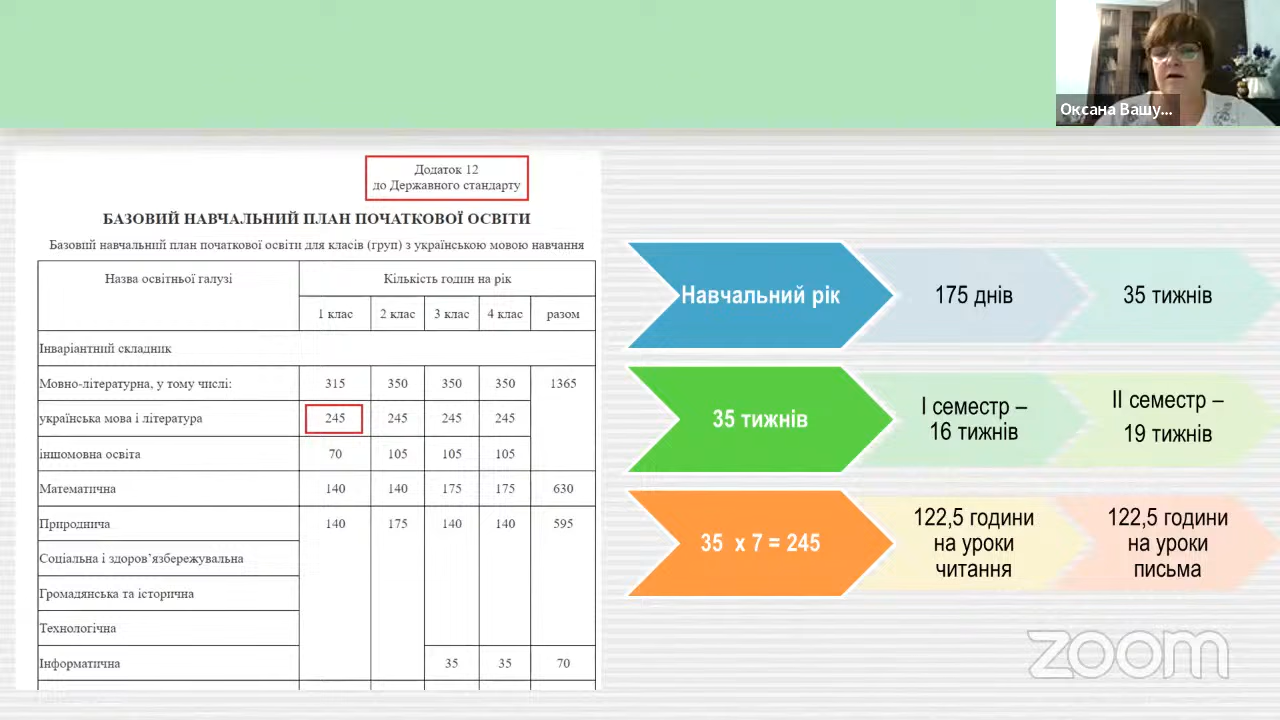 Оксана Вашу...
Додаток 12
до Державного стандарту
БАЗОВИЙ НАВЧАЛЬНИЙ ПЛАН ПОЧАТКОВОЇ ОСВІТИ
Базовий навчальний план початкової освіти для класів (груп) з українською мовою навчання
Назва освітньої галузі Кількість годин на рік
1 клас 2 клас 3 клас 4 клас разом
Інваріантний складник
Мовно-літературна, у тому числі: 315 350 350 350 1365
українська мова і література 245 245 245 245
іншомовна освіта 70 105 105 105
Математична 140 140 175 175 630
Природнича 140 175 140 140 595
Соціальна і здоров’язбережувальна
Громадянська та історична
Технологічна
Інформатична 35 35 70
Навчальний рік
175 днів
35 тижнів
35 тижнів
І семестр –
16 тижнів
ІІ семестр –
19 тижнів
35 х 7 = 245
122,5 години
на уроки
читання
122,5 години
на уроки
письма
zoom